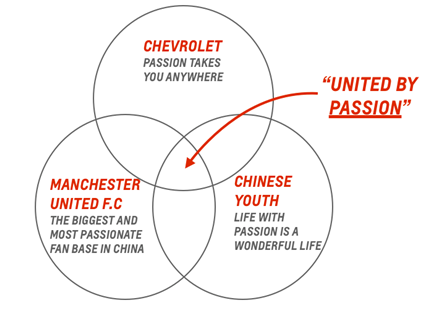 CHEVROLET
PASSION TAKES
YOU ANYWHERE
"UNITED BY
PASSION"
MANCHESTER
UNITED F.C
THE BIGGEST AND
MOST PASSIONATE
FAN BASE IN CHINA
CHINESE
YOUTH
LIFE WITH
PASSION IS A
WONDERFUL LIFE